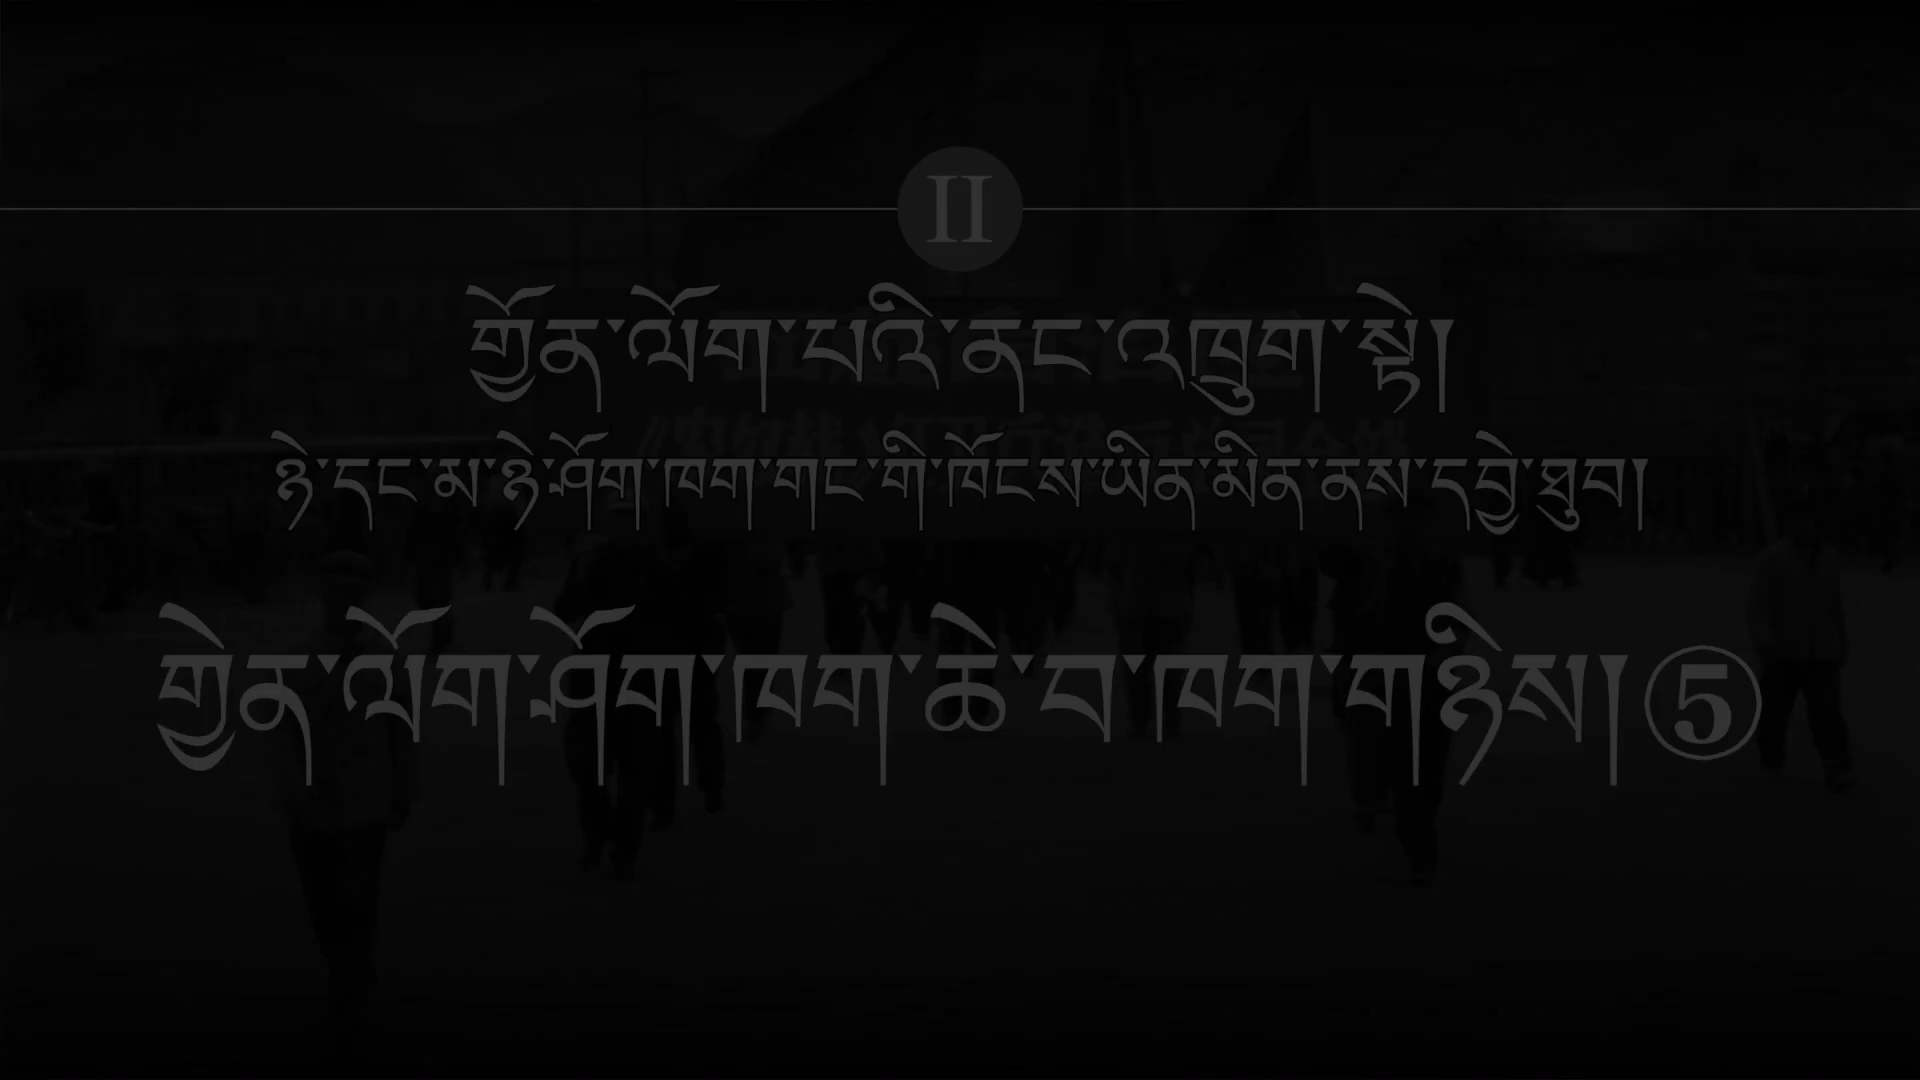 II
གྱོན་ལོག་པའི་ནང་འཁྲུག་སྟེ།
ཉེ་དང་མ་ཉེ་ཤོག་ཁག་གང་གི་ཁོངས་ཡིན་མིན་ནས་དབྱེ་ཐུབ།
གྱེན་ལོག་ཤོག་ཁག་ཆེ་བ་ཁག་གཉིས། ⑤